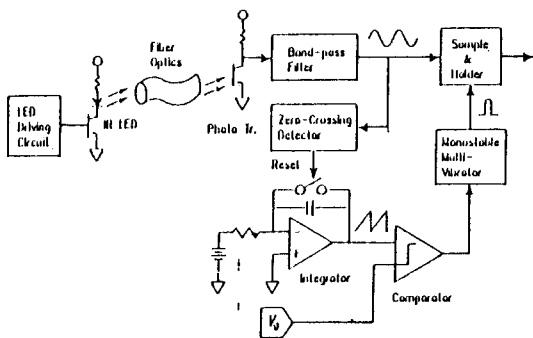 Fiber
Optics
Band-pass
Filter
Sample
&
Holder
LED
Driving
Circuit
NR LED
Photo Tr.
Zero-Crossing
Detector
Reset
Monostable
Multi-
Vibrator
-
+
Integrator
Comparator